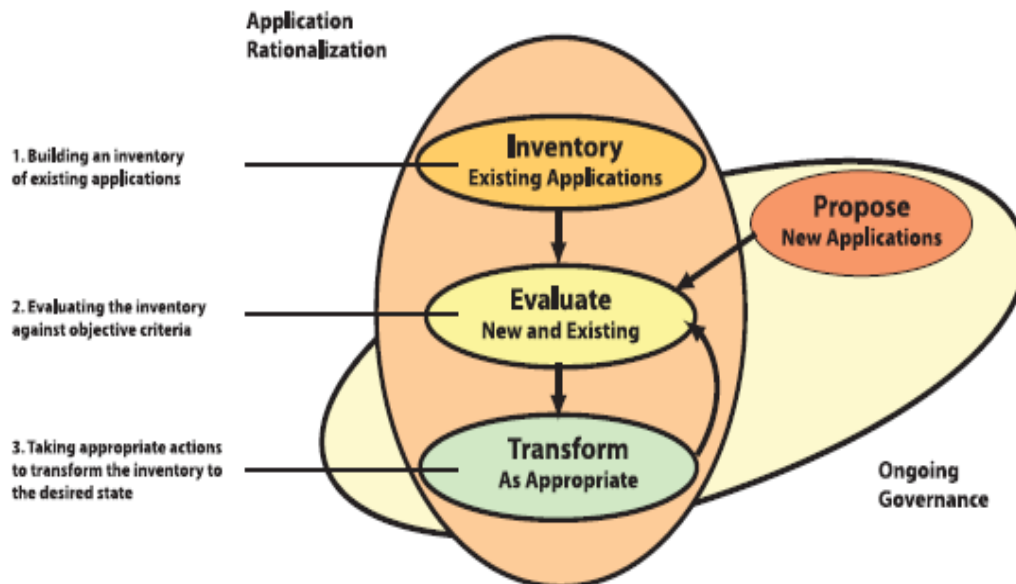 Application
Rationalization
1. Building an inventory
of existing applications
Inventory
Existing Applications
Propose
New Applications
2. Evaluating the inventory
against objective criteria
Evaluate
New and Existing
3. Taking appropriate actions
to transform the inventory to
the desired state
Transform
As Appropriate
Ongoing
Governance